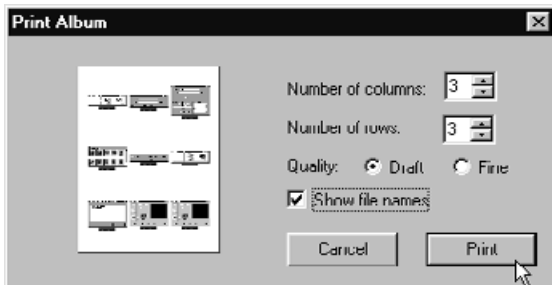 Print Album
Number of columns: 3
Number of rows: 3
Quality: Draft Fine
Show file names
Cancel Print